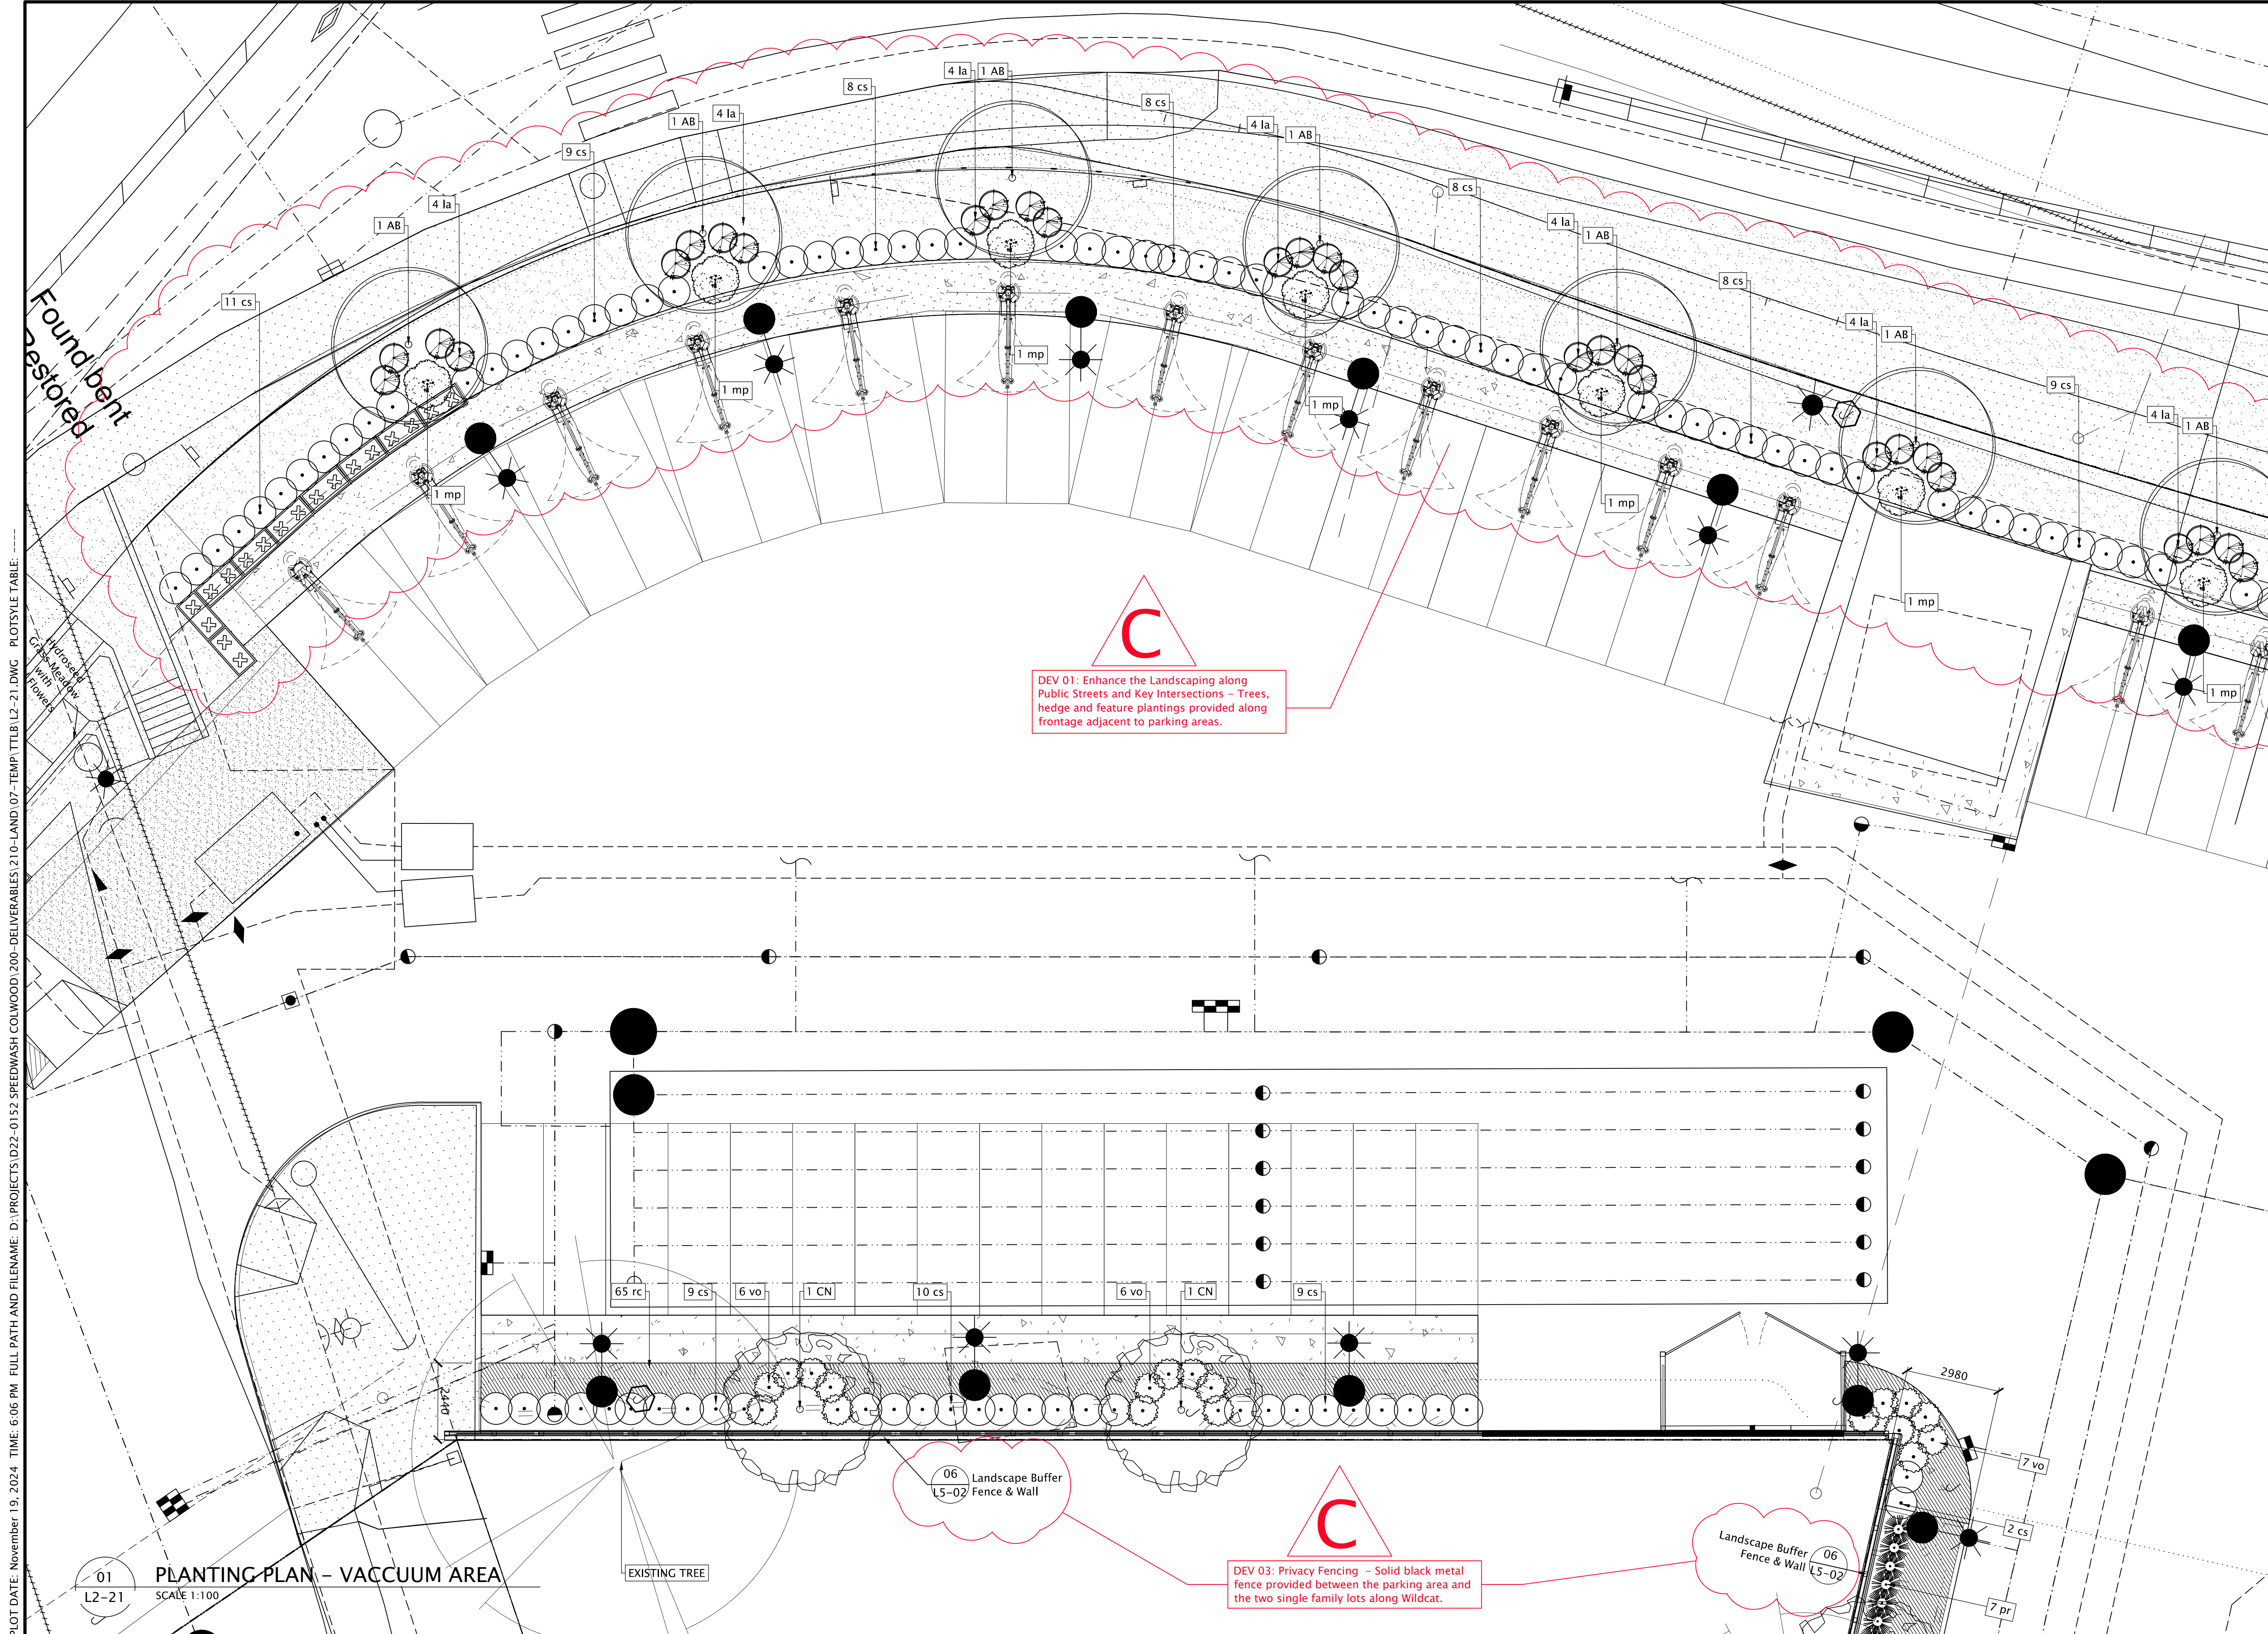 4 la
1 AB
8 cs
8 cs
1 AB
4 la
4 la
1 AB
9 cs
8 cs
4 la
1 AB
4 la
1 AB
8 cs
11 cs
4 la
1 AB
1 mp
9 cs
1 mp
1 mp
4 la
1 AB
1 mp
1 mp
1 mp
1 mp
Found bent
Restored
Hydroseed
Grass Meadow
with
Flowers
C
DEV 01: Enhance the Landscaping along
Public Streets and Key Intersections - Trees,
hedge and feature plantings provided along
frontage adjacent to parking areas.
65 rc
9 cs
6 vo
1 CN
10 cs
6 vo
1 CN
9 cs
2440
2980
7 vo
2 cs
7 pr
06
L5-02
Landscape Buffer
Fence & Wall
C
DEV 03: Privacy Fencing - Solid black metal
fence provided between the parking area and
the two single family lots along Wildcat.
Landscape Buffer
Fence & Wall
06
L5-02
EXISTING TREE
01
L2-21
PLANTING PLAN - VACCUUM AREA
SCALE 1:100
PLOT DATE: November 19, 2024 TIME: 6:06 PM FULL PATH AND FILENAME: D:\PROJECTS\D22-0152 SPEEDWASH COLWOOD\200-DELIVERABLES\210-LAND\07-TEMP\TTLB\L2-21.DWG PLOTSYLE TABLE: ----